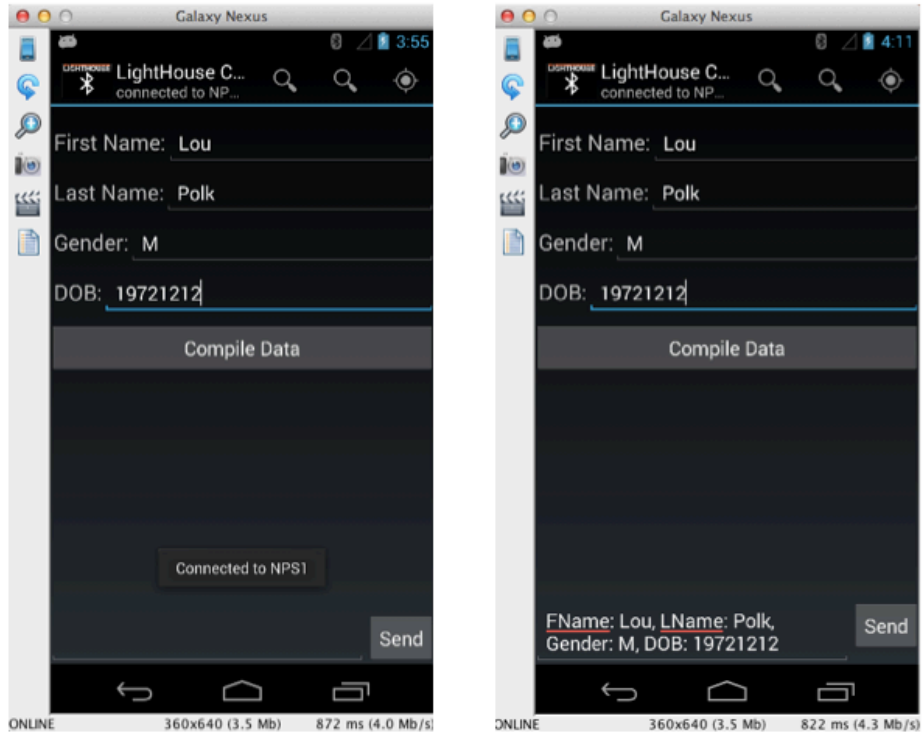 Galaxy Nexus
3:55
LIGHTHOUSE
LightHouse C...
connected to NP...
First Name: Lou
Last Name: Polk
Gender: M
DOB: 19721212
Compile Data
Connected to NPS1
Send
ONLINE 360x640 (3.5 Mb) 872 ms (4.0 Mb/s)
Galaxy Nexus
4:11
LIGHTHOUSE
LightHouse C...
connected to NP...
First Name: Lou
Last Name: Polk
Gender: M
DOB: 19721212
Compile Data
FName: Lou, LName: Polk,
Gender: M, DOB: 19721212
Send
ONLINE 360x640 (3.5 Mb) 822 ms (4.3 Mb/s)